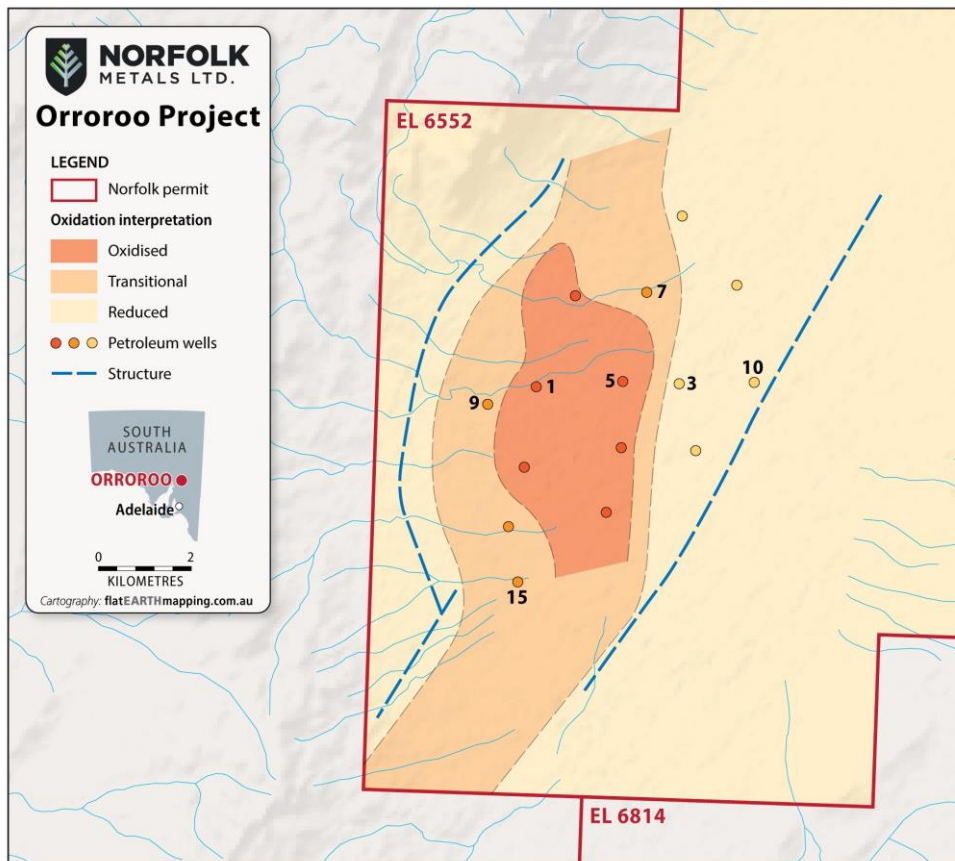 NORFOLK
METALS LTD.
Orroroo Project
LEGEND
Norfolk permit
Oxidation interpretation
Oxidised
Transitional
Reduced
Petroleum wells
Structure
SOUTH
AUSTRALIA
ORROROO
Adelaide
0 2
KILOMETRES
Cartography: flatEARTHmapping.com.au
EL 6552
7
1
5
3
10
9
15
EL 6814